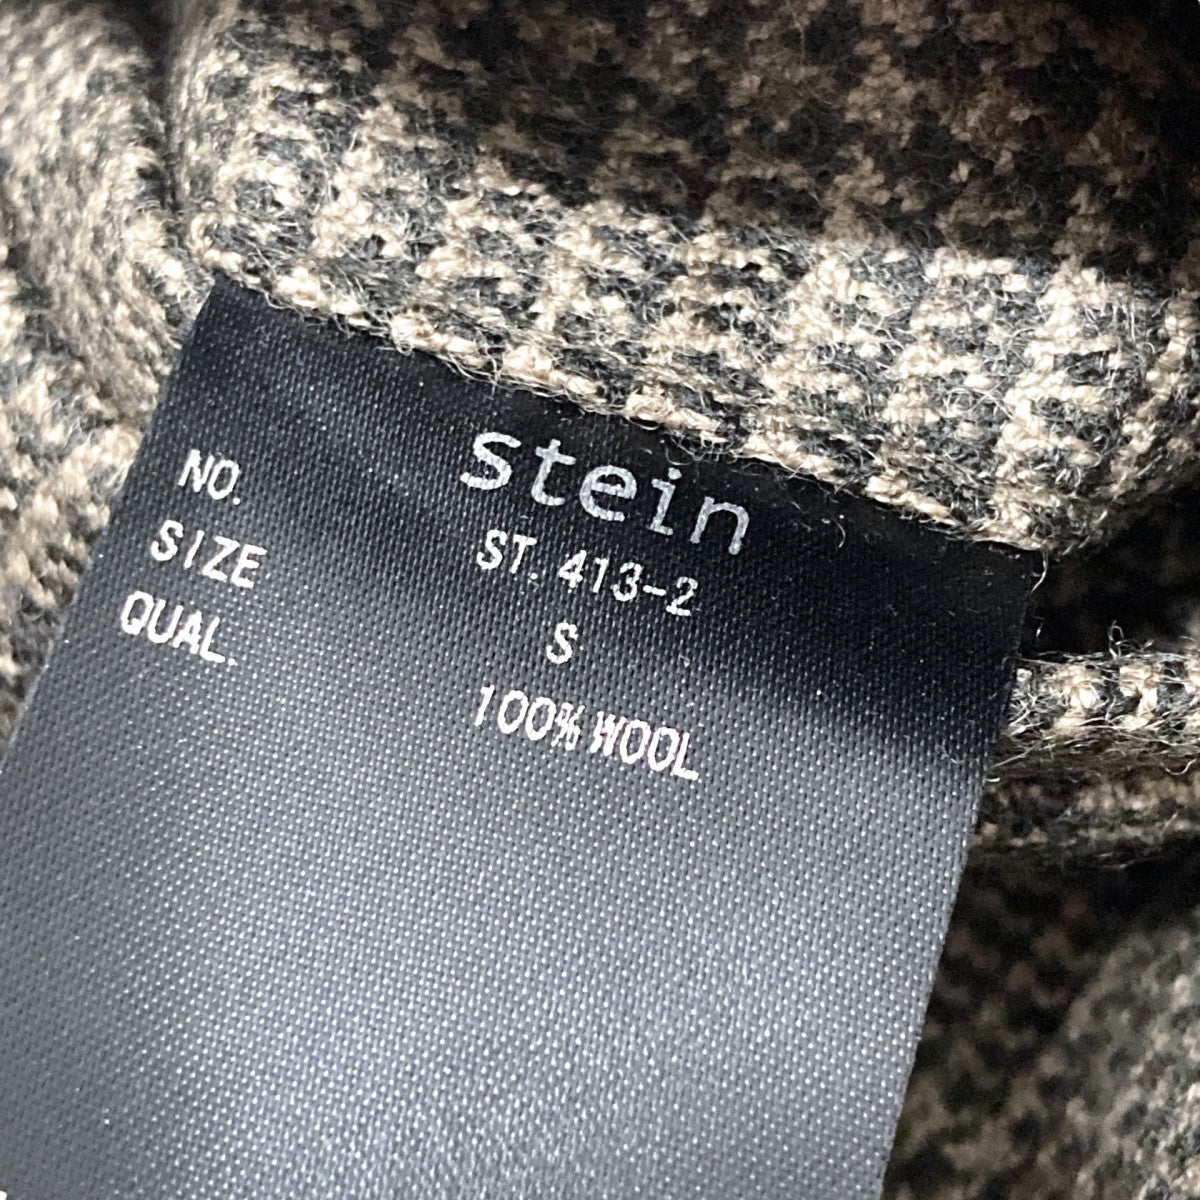 stein
NO. ST. 413-2
SIZE S
QUAL. 100% WOOL